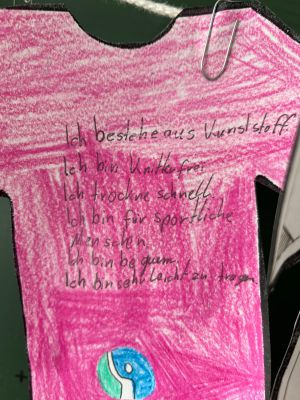 Ich bestehe aus Kunststoff.
Ich bin knitterfrei.
Ich trockne schnell.
Ich bin für sportliche
Menschen.
Ich bin bequem.
Ich bin sehr leicht zu tragen.